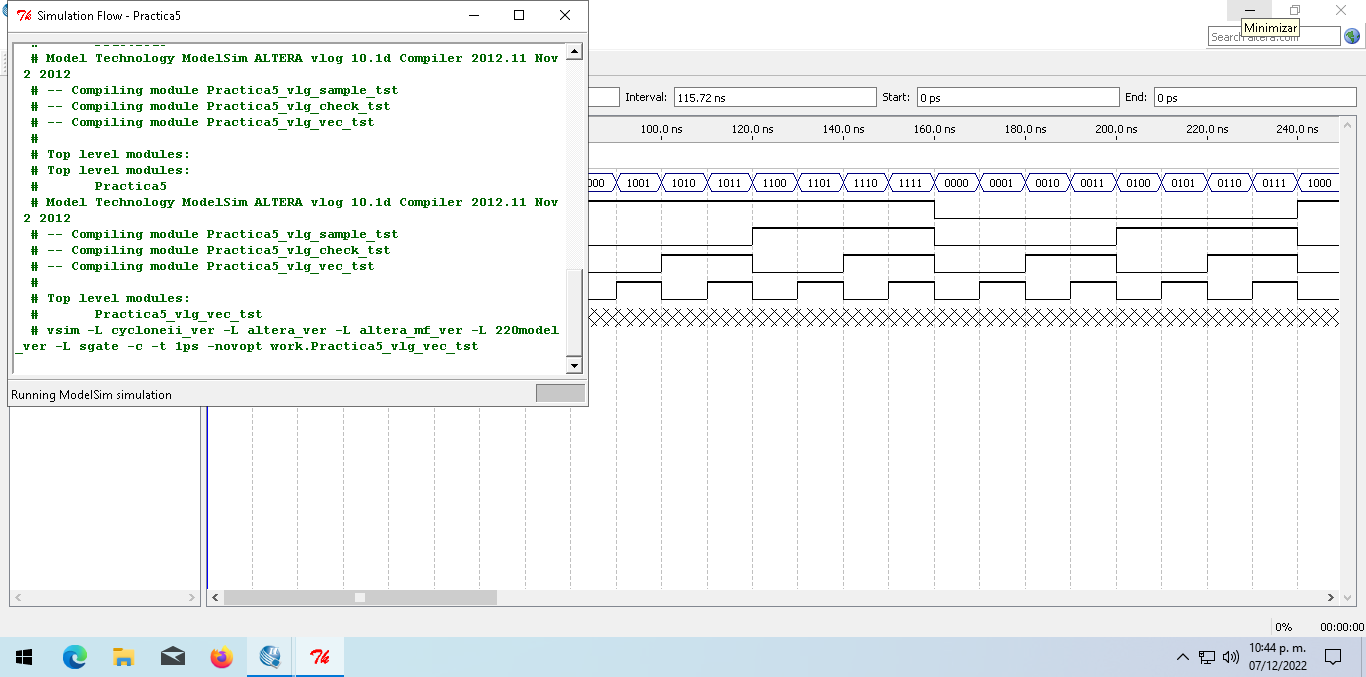 Simulation Flow - Practica5
Minimizar
Search altera.com
# Model Technology ModelSim ALTERA vlog 10.1d Compiler 2012.11 Nov
2 2012
# -- Compiling module Practica5_vlg_sample_tst
# -- Compiling module Practica5_vlg_check_tst
# -- Compiling module Practica5_vlg_vec_tst
#
# Top level modules:
# Top level modules:
# Practica5
# Model Technology ModelSim ALTERA vlog 10.1d Compiler 2012.11 Nov
2 2012
# -- Compiling module Practica5_vlg_sample_tst
# -- Compiling module Practica5_vlg_check_tst
# -- Compiling module Practica5_vlg_vec_tst
#
# Top level modules:
# Practica5_vlg_vec_tst
# vsim -L cycloneii_ver -L altera_ver -L altera_mf_ver -L 220model
_ver -L sgate -c -t 1ps -novopt work.Practica5_vlg_vec_tst
Running ModelSim simulation
Interval: 115.72 ns Start: 0 ps End: 0 ps
100.0 ns 120.0 ns 140.0 ns 160.0 ns 180.0 ns 200.0 ns 220.0 ns 240.0 ns
000 1001 1010 1011 1100 1101 1110 1111 0000 0001 0010 0011 0100 0101 0110 0111 1000
0% 00:00:00
10:44 p. m.
07/12/2022